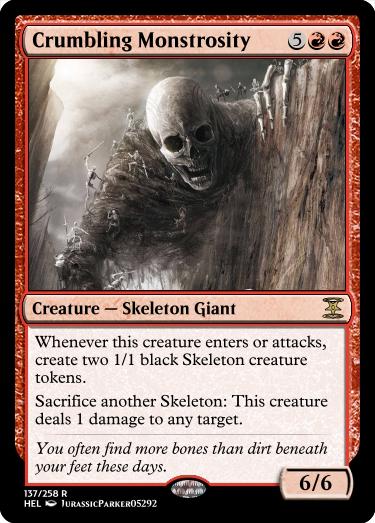 Crumbling Monstrosity 5
Creature — Skeleton Giant
Whenever this creature enters or attacks,
create two 1/1 black Skeleton creature
tokens.
Sacrifice another Skeleton: This creature
deals 1 damage to any target.
You often find more bones than dirt beneath
your feet these days.
6/6
137/258 R
HEL JurassicParker05292